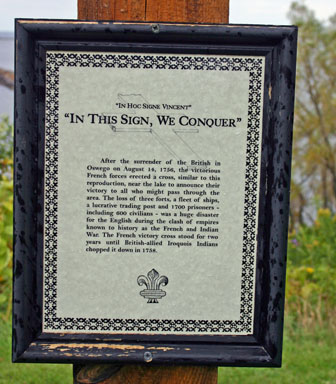 "IN HOC SIGNE VINCENT"
"IN THIS SIGN, WE CONQUER"
After the surrender of the British in
Oswego on August 14, 1756, the victorious
French forces erected a cross, similar to this
reproduction, near the lake to announce their
victory to all who might pass through the
area. The loss of three forts, a fleet of ships,
a lucrative trading post and 1700 prisoners -
including 600 civilians - was a huge disaster
for the English during the clash of empires
known to history as the French and Indian
War. The French victory cross stood for two
years until British-allied Iroquois Indians
chopped it down in 1758.